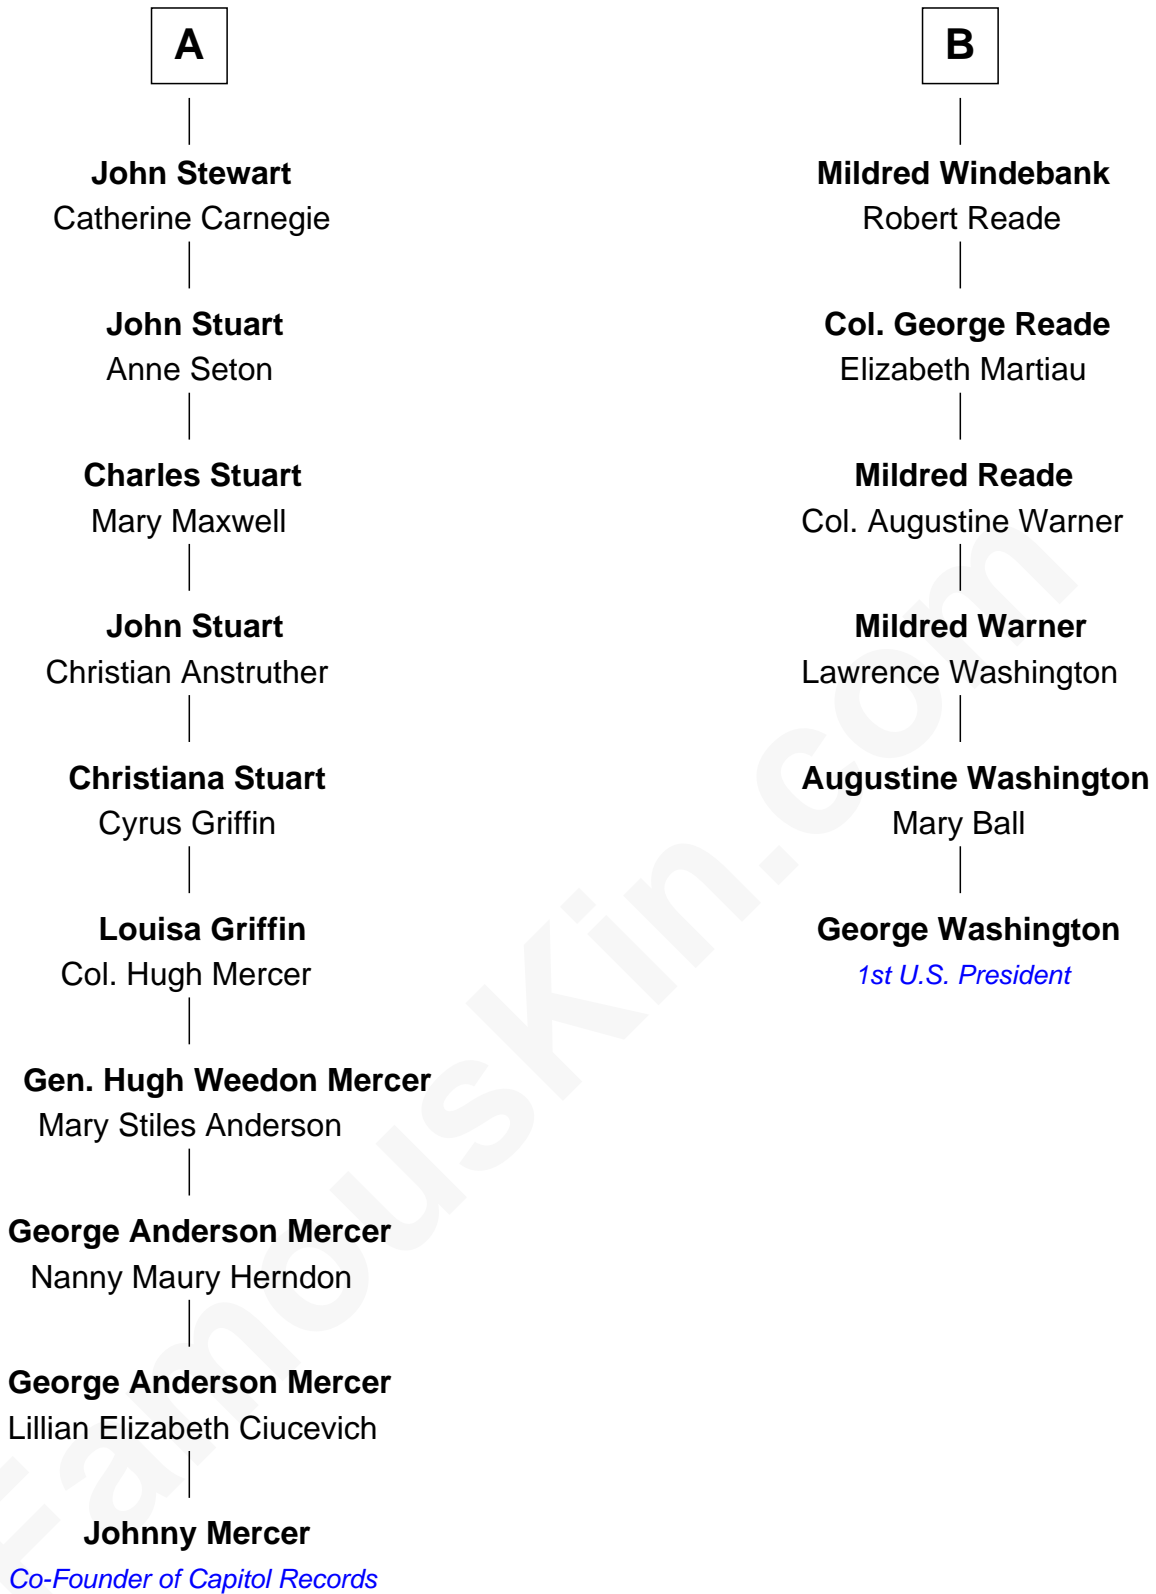 A
John Stewart
Catherine Carnegie
John Stuart
Anne Seton
Charles Stuart
Mary Maxwell
John Stuart
Christian Anstruther
Christiana Stuart
Cyrus Griffin
Louisa Griffin
Col. Hugh Mercer
Gen. Hugh Weedon Mercer
Mary Stiles Anderson
George Anderson Mercer
Nanny Maury Herndon
George Anderson Mercer
Lillian Elizabeth Ciucevich
Johnny Mercer
Co-Founder of Capitol Records
B
Mildred Windebank
Robert Reade
Col. George Reade
Elizabeth Martiau
Mildred Reade
Col. Augustine Warner
Mildred Warner
Lawrence Washington
Augustine Washington
Mary Ball
George Washington
1st U.S. President
FamousKin.com